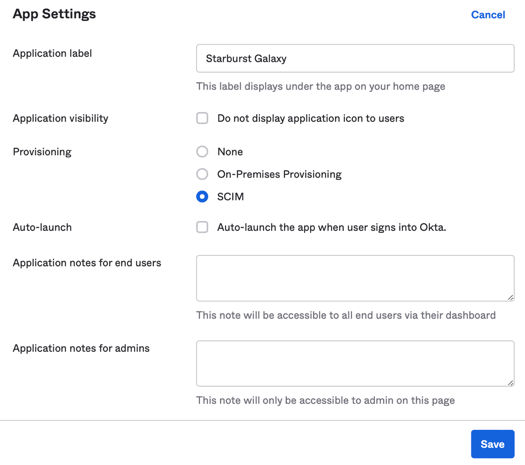 App Settings
Cancel
Application label
Starburst Galaxy
This label displays under the app on your home page
Application visibility
Do not display application icon to users
Provisioning
None
On-Premises Provisioning
SCIM
Auto-launch
Auto-launch the app when user signs into Okta.
Application notes for end users
This note will be accessible to all end users via their dashboard
Application notes for admins
This note will only be accessible to admin on this page
Save